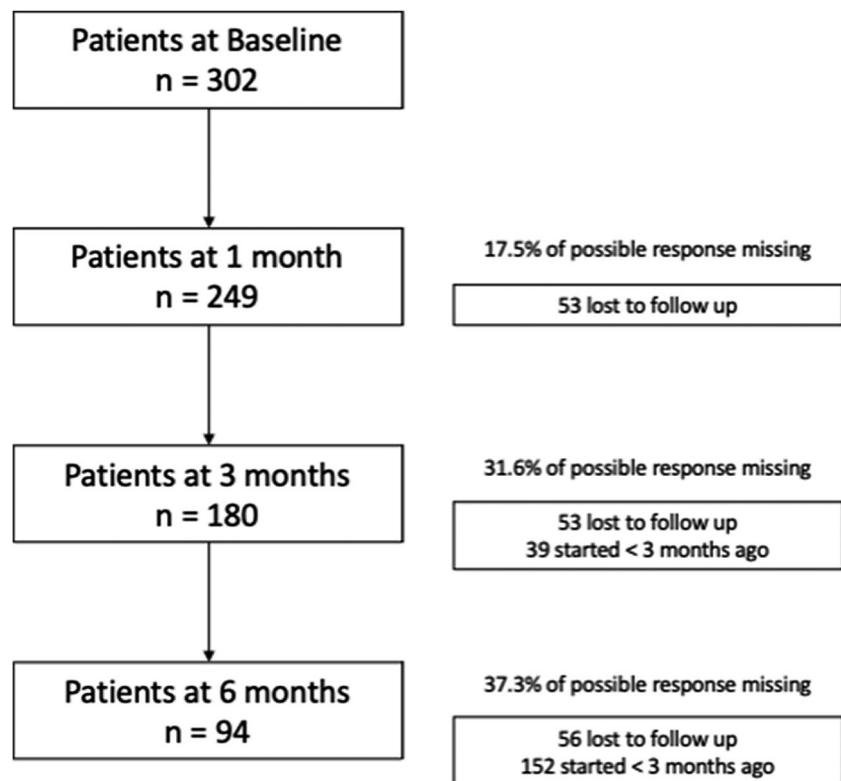 Patients at Baseline
n = 302
Patients at 1 month
n = 249
17.5% of possible response missing
53 lost to follow up
Patients at 3 months
n = 180
31.6% of possible response missing
53 lost to follow up
39 started < 3 months ago
Patients at 6 months
n = 94
37.3% of possible response missing
56 lost to follow up
152 started < 3 months ago